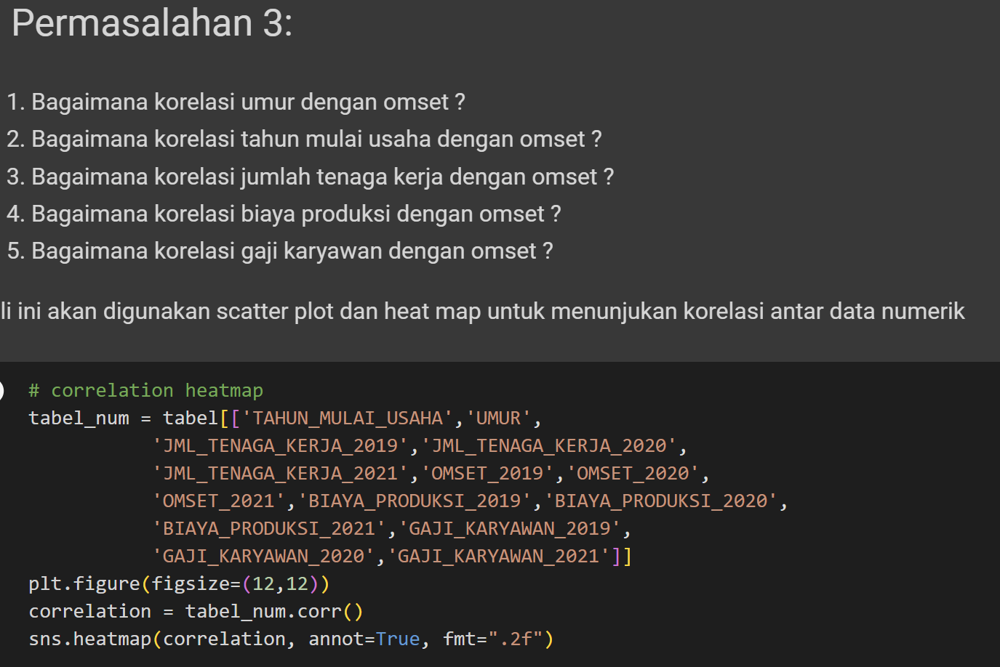 Permasalahan 3:
1. Bagaimana korelasi umur dengan omset ?
2. Bagaimana korelasi tahun mulai usaha dengan omset ?
3. Bagaimana korelasi jumlah tenaga kerja dengan omset ?
4. Bagaimana korelasi biaya produksi dengan omset ?
5. Bagaimana korelasi gaji karyawan dengan omset ?
li ini akan digunakan scatter plot dan heat map untuk menunjukan korelasi antar data numerik
# correlation heatmap
tabel_num = tabel[['TAHUN_MULAI_USAHA','UMUR',
'JML_TENAGA_KERJA_2019','JML_TENAGA_KERJA_2020',
'JML_TENAGA_KERJA_2021','OMSET_2019','OMSET_2020',
'OMSET_2021','BIAYA_PRODUKSI_2019','BIAYA_PRODUKSI_2020',
'BIAYA_PRODUKSI_2021','GAJI_KARYAWAN_2019',
'GAJI_KARYAWAN_2020','GAJI_KARYAWAN_2021']]
plt.figure(figsize=(12,12))
correlation = tabel_num.corr()
sns.heatmap(correlation, annot=True, fmt=".2f")